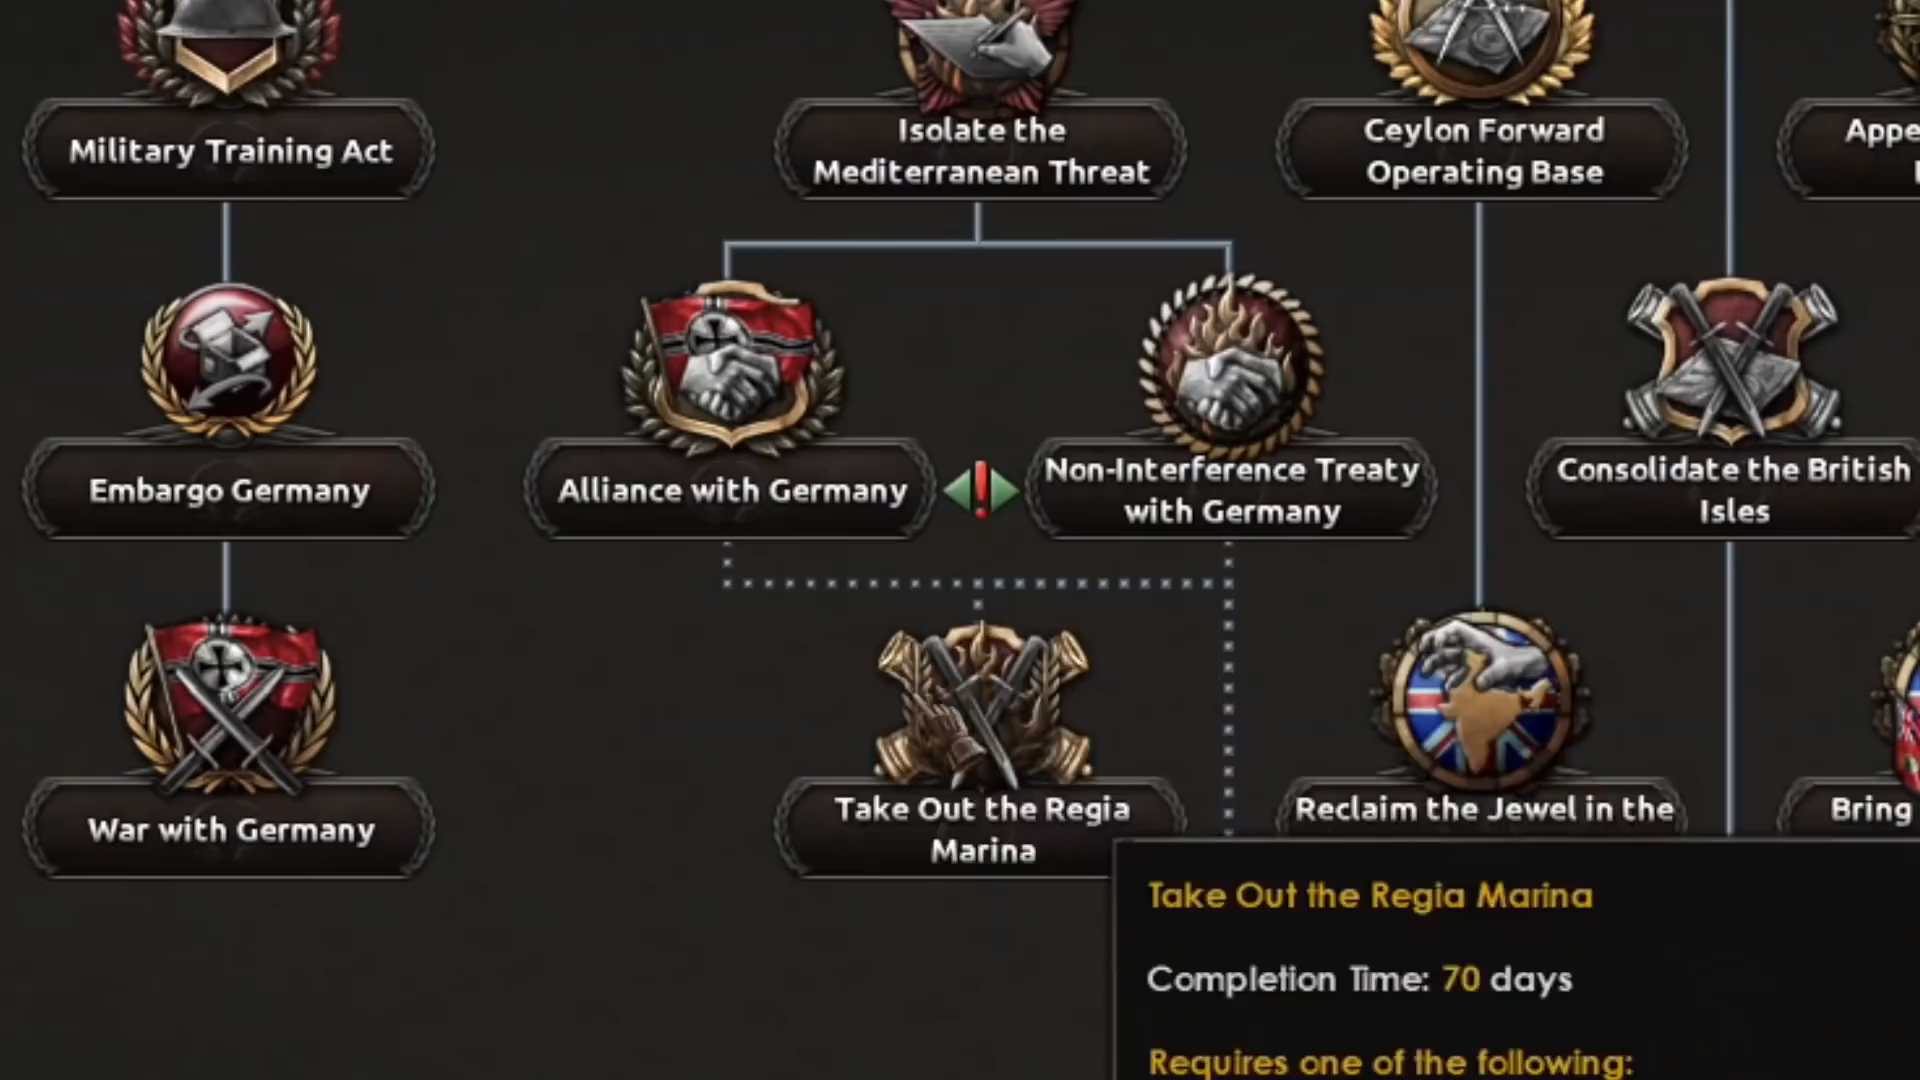 Military Training Act
Isolate the
Mediterranean Threat
Ceylon Forward
Operating Base
Embargo Germany
Alliance with Germany
Non-Interference Treaty
with Germany
Consolidate the British
Isles
War with Germany
Take Out the Regia
Marina
Reclaim the Jewel in the
Bring
Take Out the Regia Marina
Completion Time: 70 days
Requires one of the following: